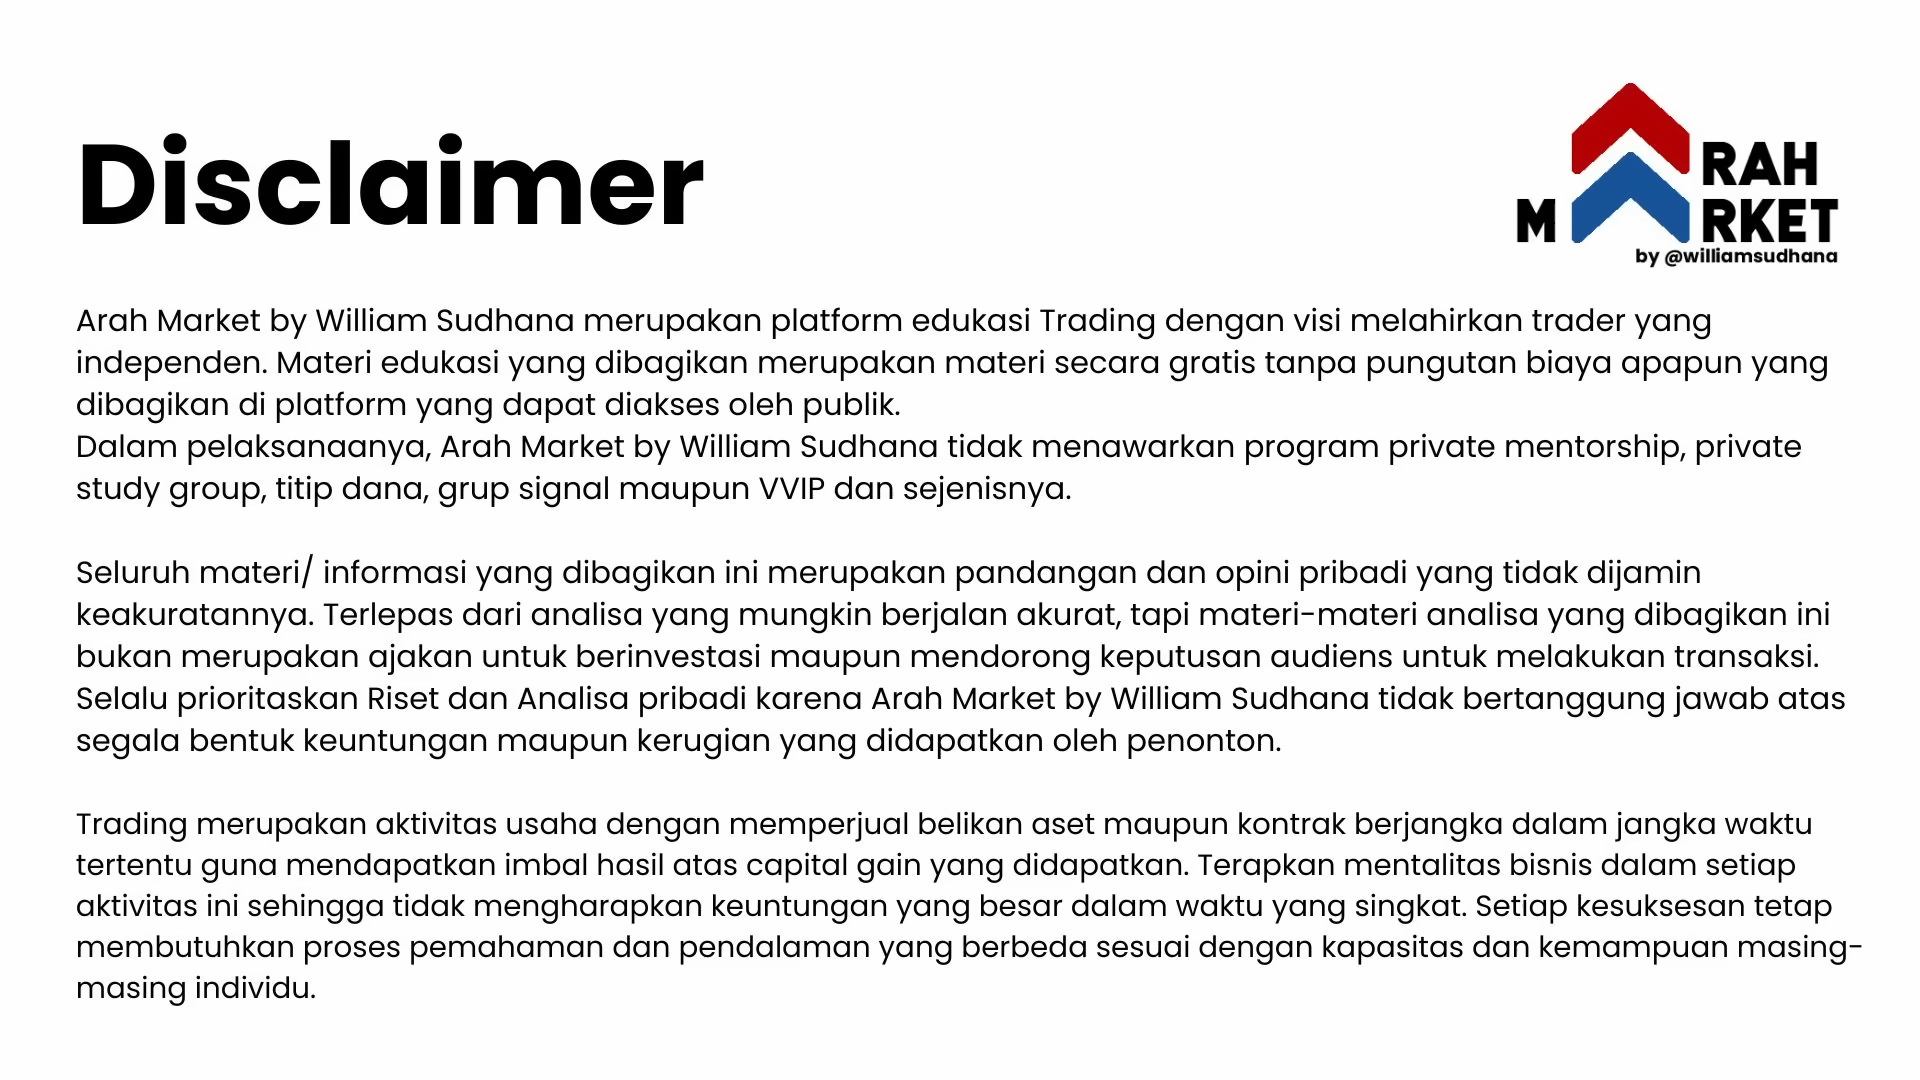 Disclaimer
RAH
M RKET
by @williamsudhana
Arah Market by William Sudhana merupakan platform edukasi Trading dengan visi melahirkan trader yang
independen. Materi edukasi yang dibagikan merupakan materi secara gratis tanpa pungutan biaya apapun yang
dibagikan di platform yang dapat diakses oleh publik.
Dalam pelaksanaanya, Arah Market by William Sudhana tidak menawarkan program private mentorship, private
study group, titip dana, grup signal maupun VVIP dan sejenisnya.
Seluruh materi/ informasi yang dibagikan ini merupakan pandangan dan opini pribadi yang tidak dijamin
keakuratannya. Terlepas dari analisa yang mungkin berjalan akurat, tapi materi-materi analisa yang dibagikan ini
bukan merupakan ajakan untuk berinvestasi maupun mendorong keputusan audiens untuk melakukan transaksi.
Selalu prioritaskan Riset dan Analisa pribadi karena Arah Market by William Sudhana tidak bertanggung jawab atas
segala bentuk keuntungan maupun kerugian yang didapatkan oleh penonton.
Trading merupakan aktivitas usaha dengan memperjual belikan aset maupun kontrak berjangka dalam jangka waktu
tertentu guna mendapatkan imbal hasil atas capital gain yang didapatkan. Terapkan mentalitas bisnis dalam setiap
aktivitas ini sehingga tidak mengharapkan keuntungan yang besar dalam waktu yang singkat. Setiap kesuksesan tetap
membutuhkan proses pemahaman dan pendalaman yang berbeda sesuai dengan kapasitas dan kemampuan masing-
masing individu.